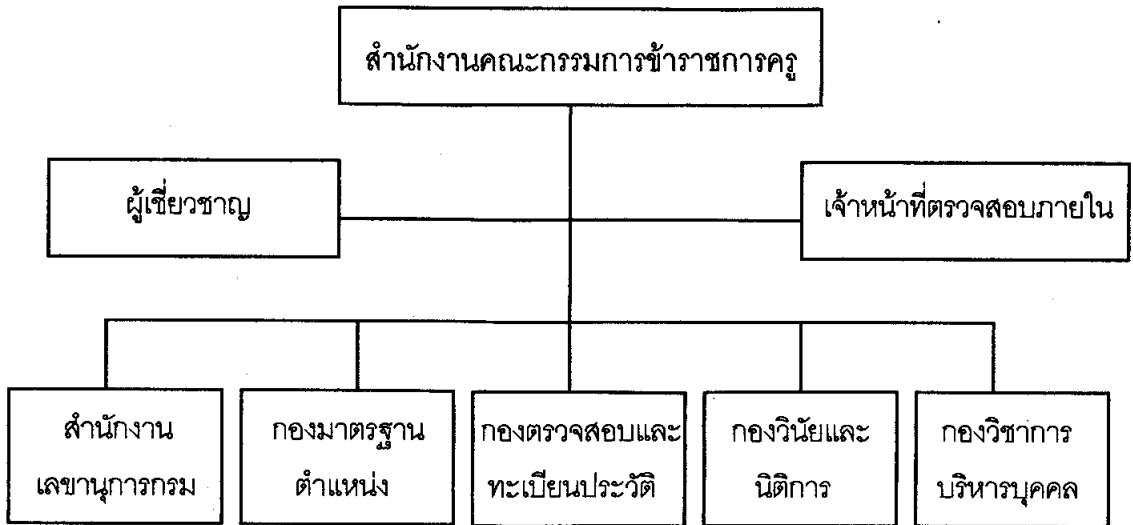 สำนักงานคณะกรรมการข้าราชการครู
ผู้เชี่ยวชาญ
เจ้าหน้าที่ตรวจสอบภายใน
สำนักงาน
เลขานุการกรม
กองมาตรฐาน
ตำแหน่ง
กองตรวจสอบและ
ทะเบียนประวัติ
กองวินัยและ
นิติการ
กองวิชาการ
บริหารบุคคล